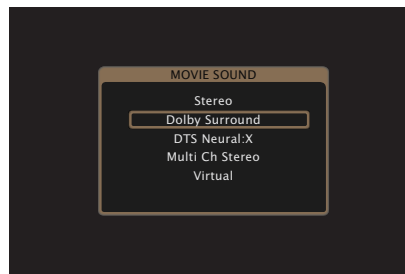 MOVIE SOUND
Stereo
Dolby Surround
DTS Neural:X
Multi Ch Stereo
Virtual